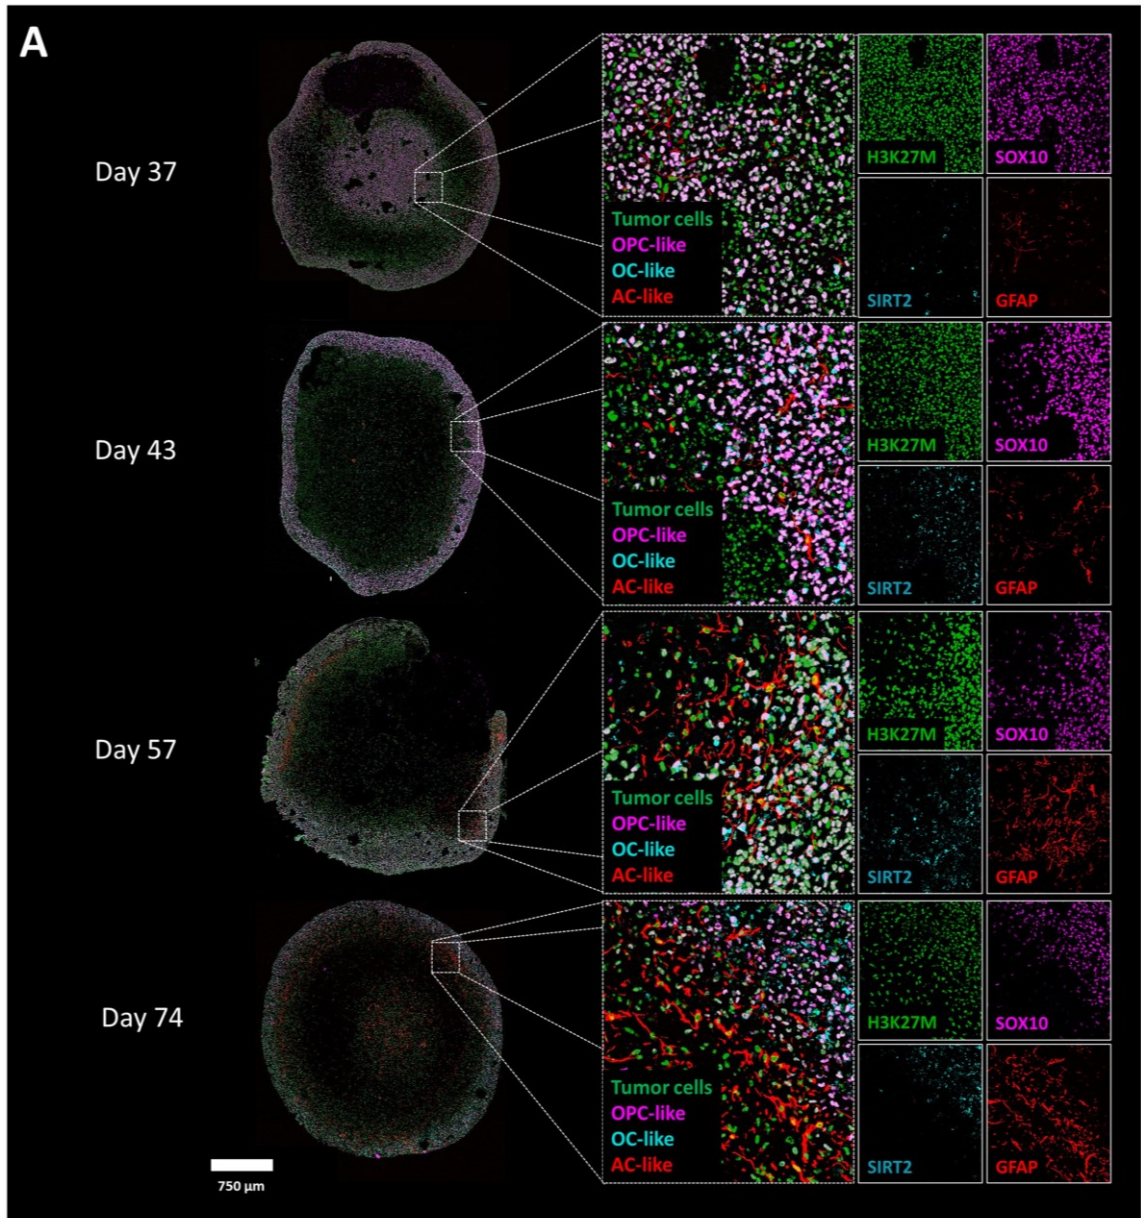 A
Day 37
Tumor cells
OPC-like
OC-like
AC-like
H3K27M
SOX10
SIRT2
GFAP
Day 43
Tumor cells
OPC-like
OC-like
AC-like
H3K27M
SOX10
SIRT2
GFAP
Day 57
Tumor cells
OPC-like
OC-like
AC-like
H3K27M
SOX10
SIRT2
GFAP
Day 74
Tumor cells
OPC-like
OC-like
AC-like
H3K27M
SOX10
SIRT2
GFAP
750 µm